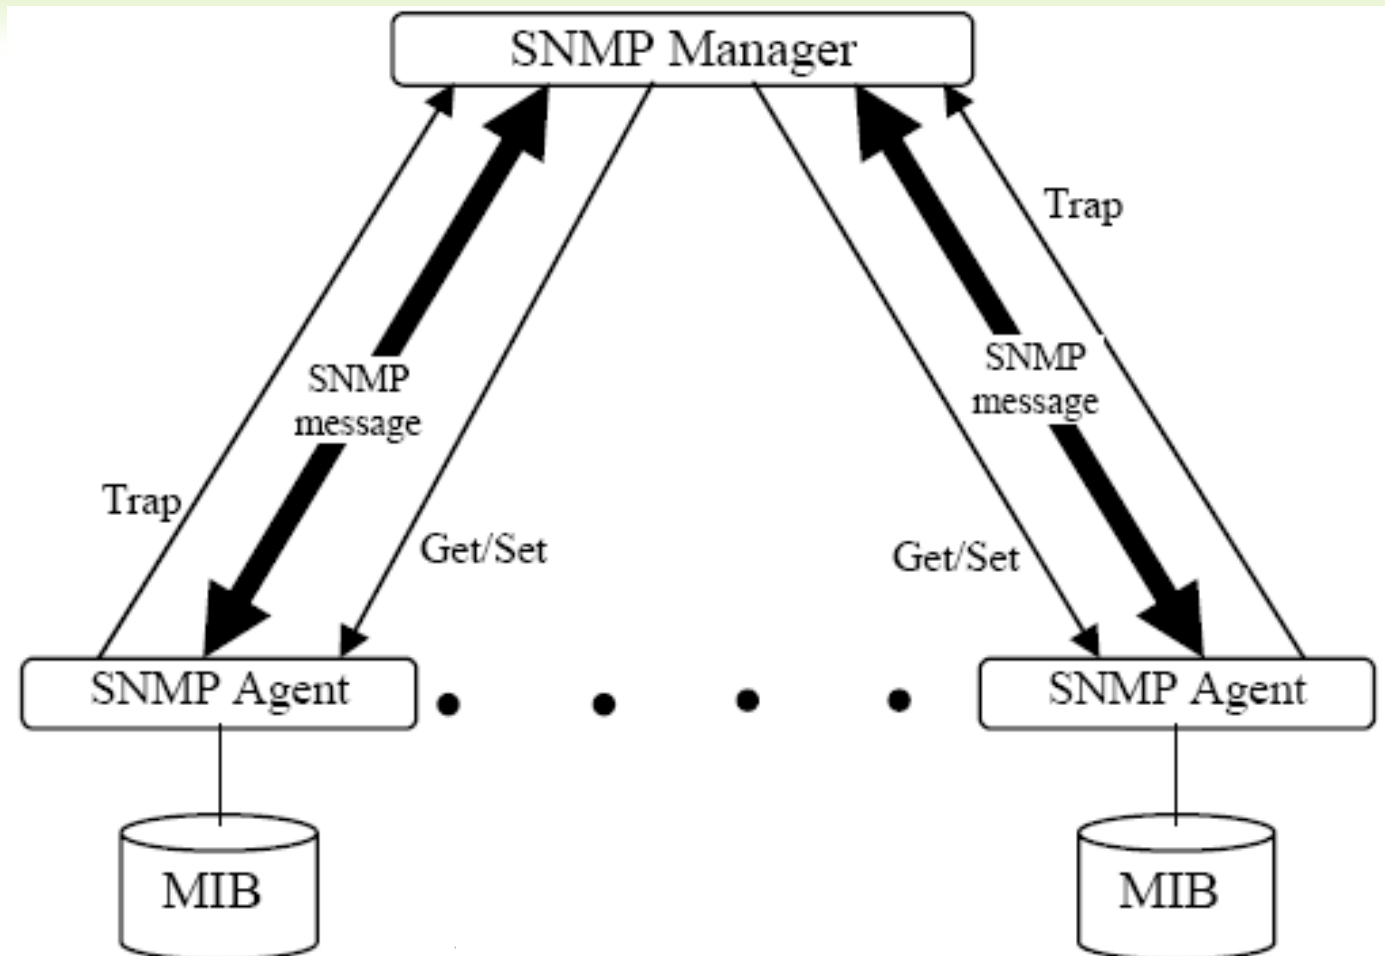 SNMP Manager
Trap
SNMP
message
SNMP
message
Trap
Get/Set
Get/Set
SNMP Agent
SNMP Agent
MIB
MIB